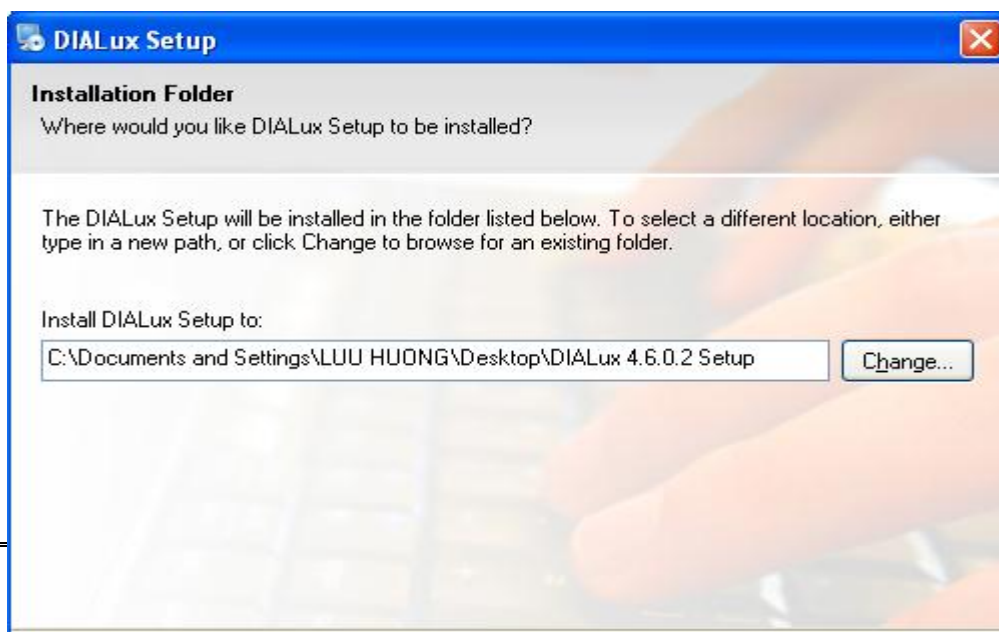 DIALux Setup
Installation Folder
Where would you like DIALux Setup to be installed?
The DIALux Setup will be installed in the folder listed below. To select a different location, either
type in a new path, or click Change to browse for an existing folder.
Install DIALux Setup to:
C:\Documents and Settings\LUU HUONG\Desktop\DIALux 4.6.0.2 Setup
Change...